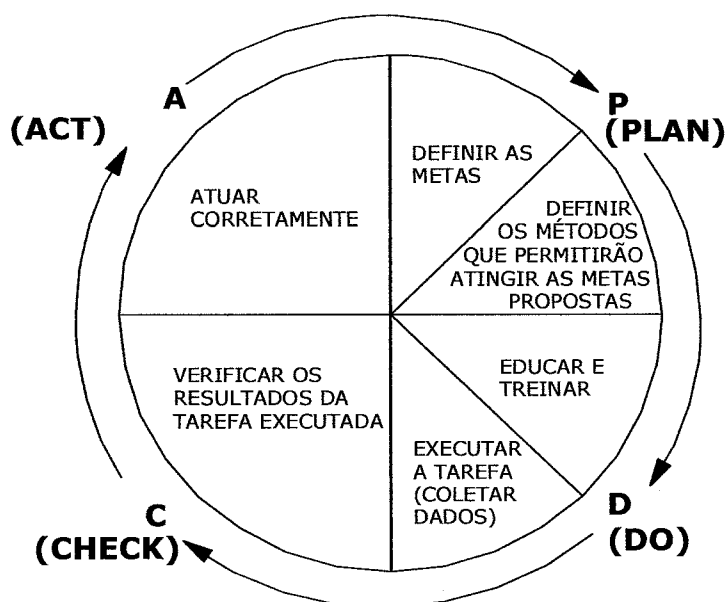 A
(ACT)
P
(PLAN)
DEFINIR AS
METAS
DEFINIR
OS MÉTODOS
QUE PERMITIRÃO
ATINGIR AS METAS
PROPOSTAS
ATUAR
CORRETAMENTE
VERIFICAR OS
RESULTADOS DA
TAREFA EXECUTADA
EDUCAR E
TREINAR
EXECUTAR
A TAREFA
(COLETAR
DADOS)
C
(CHECK)
D
(DO)